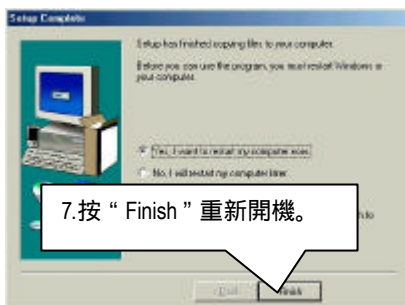 Setup Complete
Setup has finished copying files to your computer.
Before you can use the program, you must restart Windows or
your computer.
Yes, I want to restart my computer now.
No, I will restart my computer later.
7.按“Finish”重新開機。
to
Finish